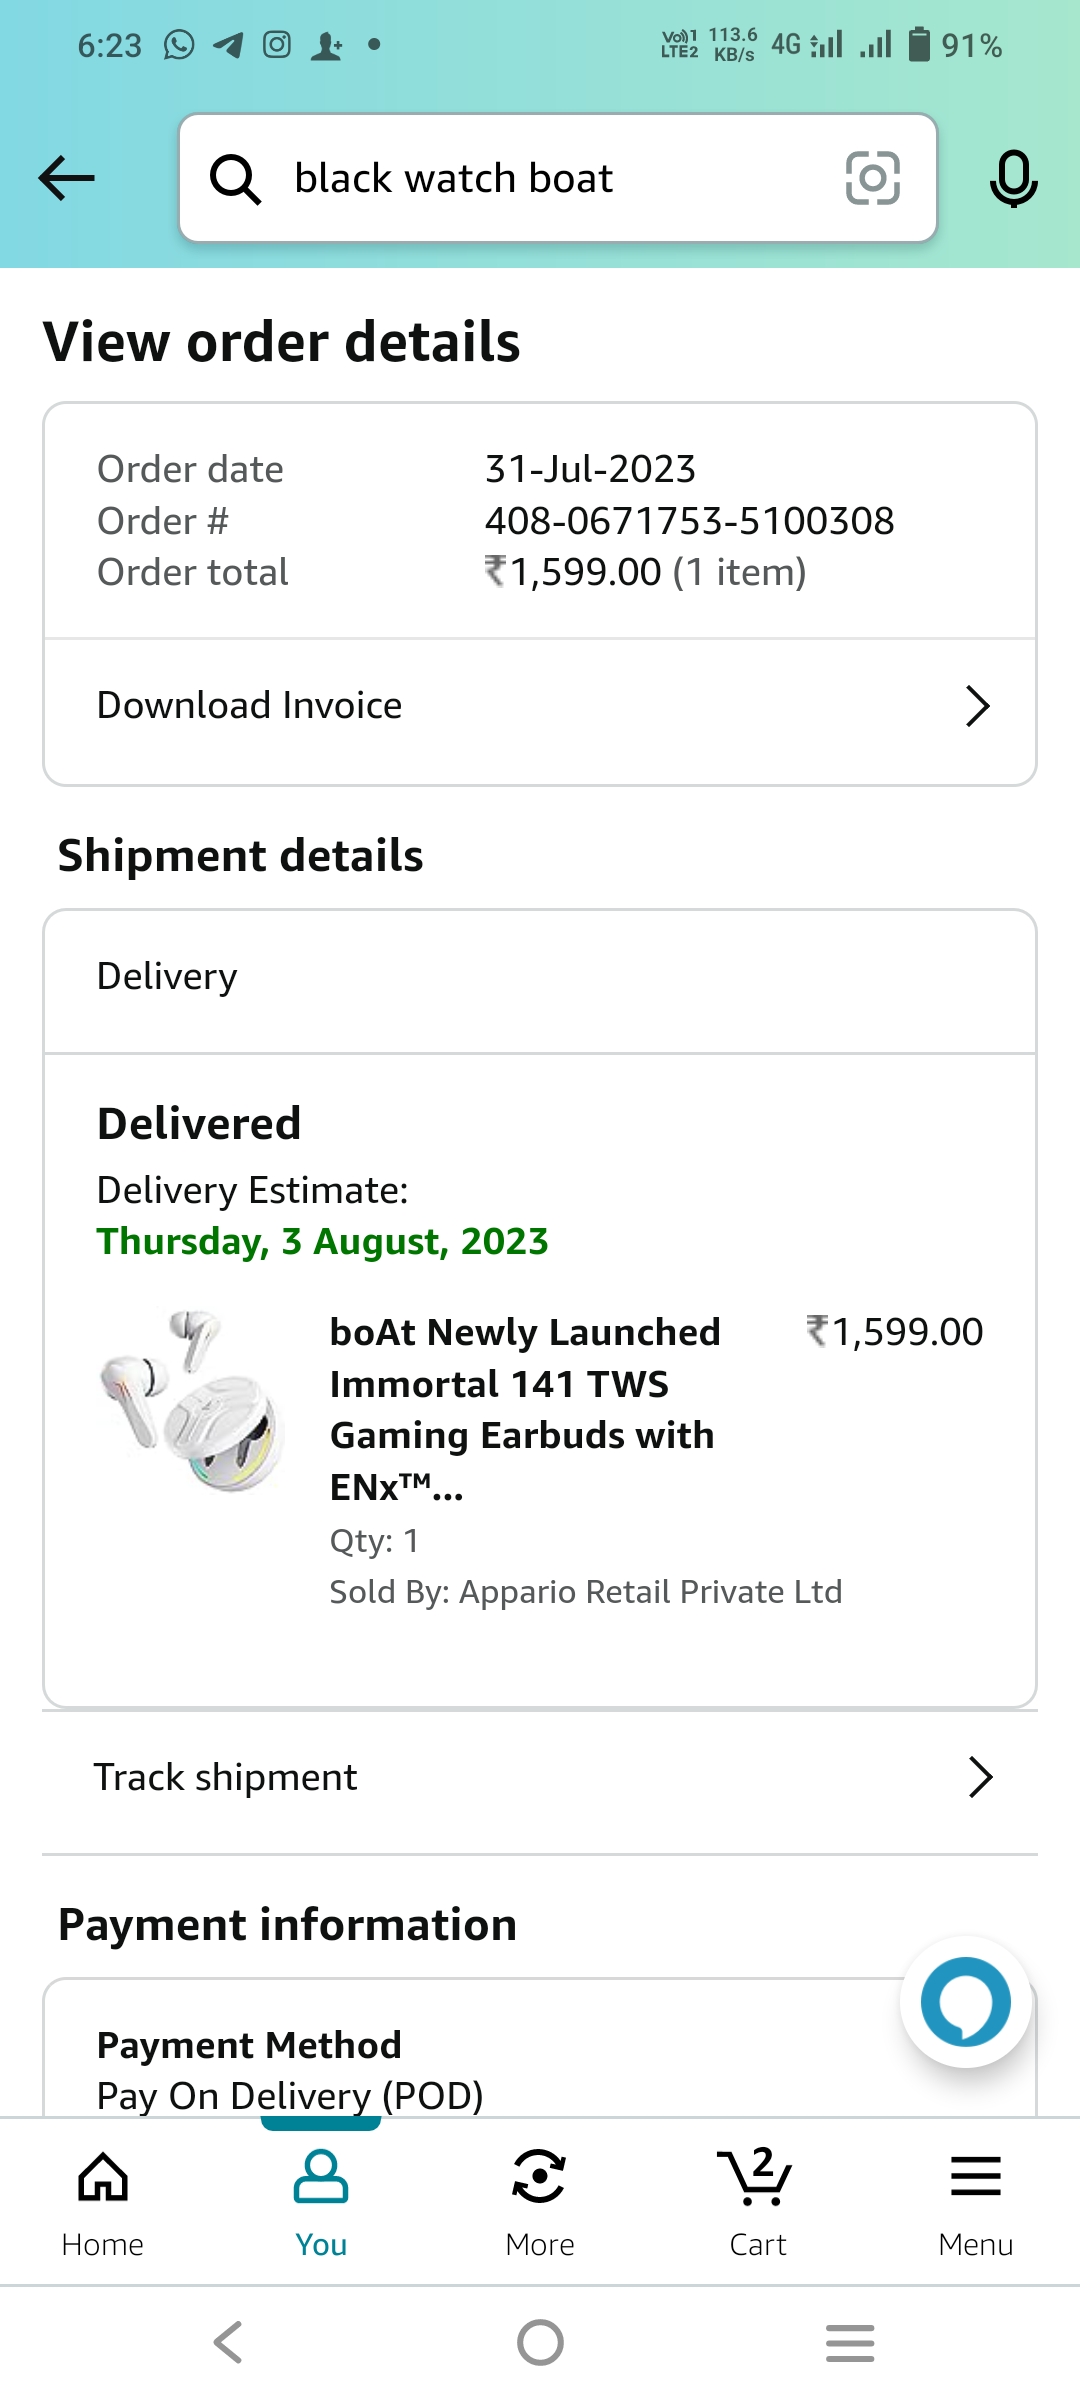 6:23
Vo))1 LTE2 113.6 KB/s 4G 91%
black watch boat
View order details
Order date 31-Jul-2023
Order # 408-0671753-5100308
Order total ₹1,599.00 (1 item)
Download Invoice
Shipment details
Delivery
Delivered
Delivery Estimate:
Thursday, 3 August, 2023
boAt Newly Launched ₹1,599.00
Immortal 141 TWS
Gaming Earbuds with
ENx™...
Qty: 1
Sold By: Appario Retail Private Ltd
Track shipment
Payment information
Payment Method
Pay On Delivery (POD)
2
Home You More Cart Menu